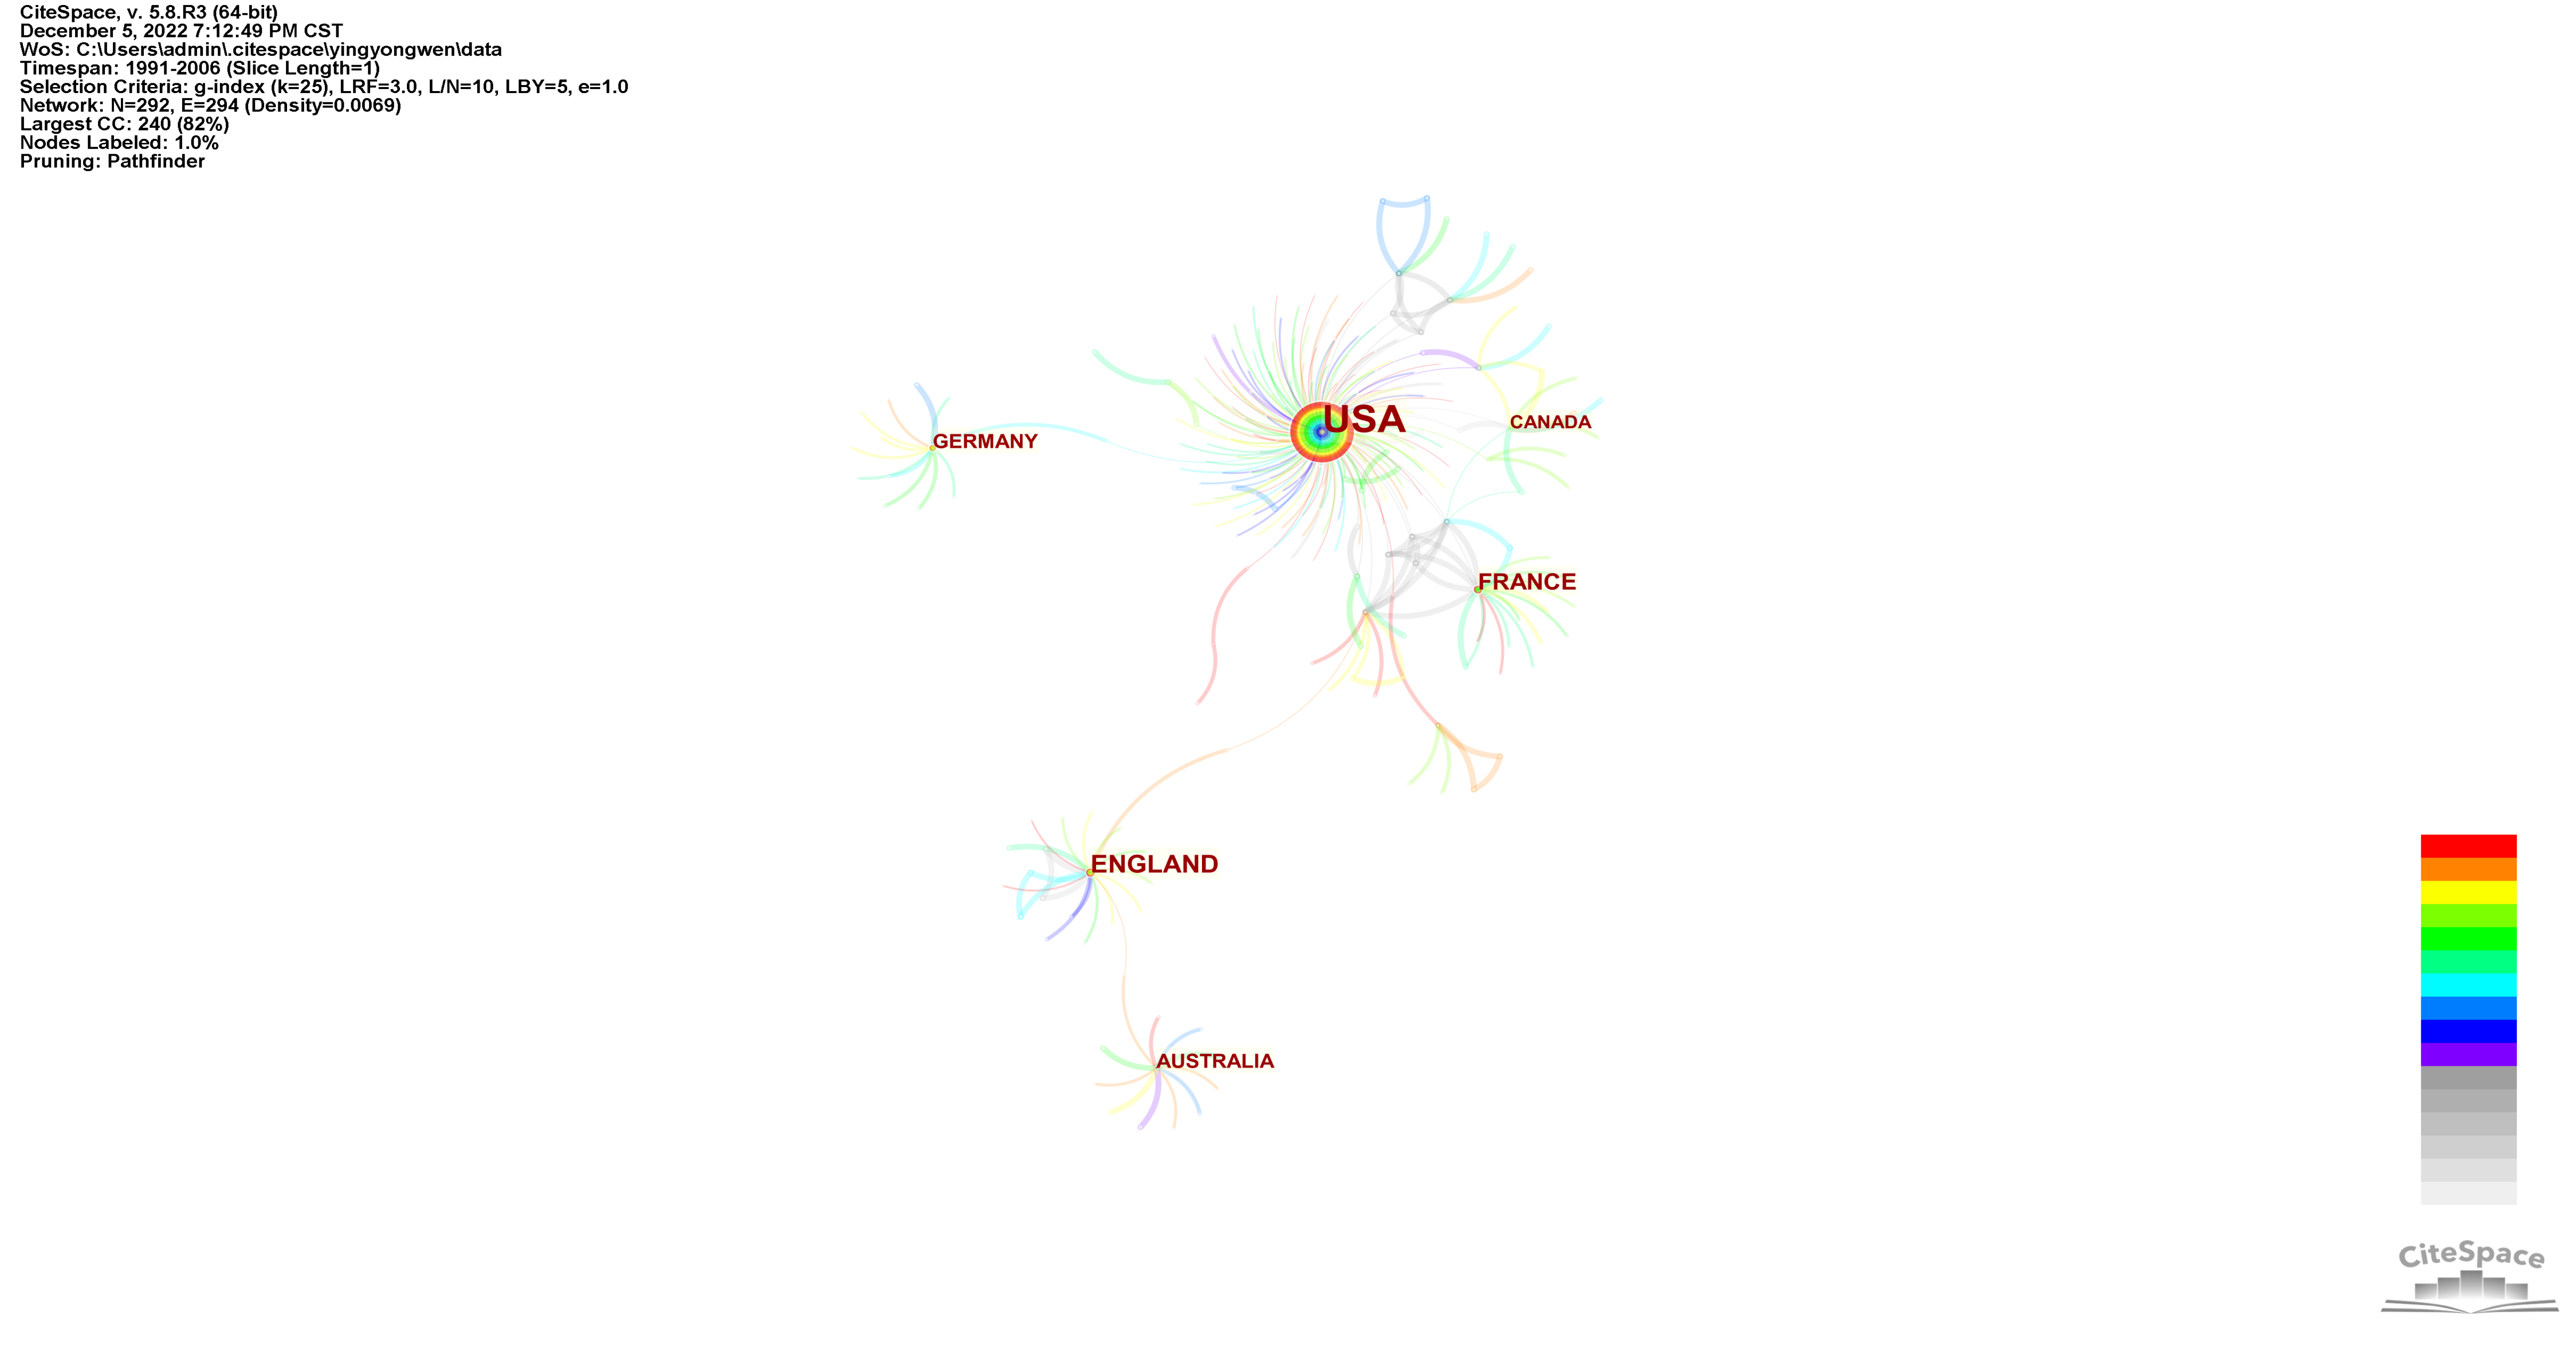 CiteSpace, v. 5.8.R3 (64-bit)
December 5, 2022 7:12:49 PM CST
WoS: C:\Users\admin\.citespace\yingyongwen\data
Timespan: 1991-2006 (Slice Length=1)
Selection Criteria: g-index (k=25), LRF=3.0, L/N=10, LBY=5, e=1.0
Network: N=292, E=294 (Density=0.0069)
Largest CC: 240 (82%)
Nodes Labeled: 1.0%
Pruning: Pathfinder
USA
CANADA
GERMANY
FRANCE
ENGLAND
AUSTRALIA
CiteSpace